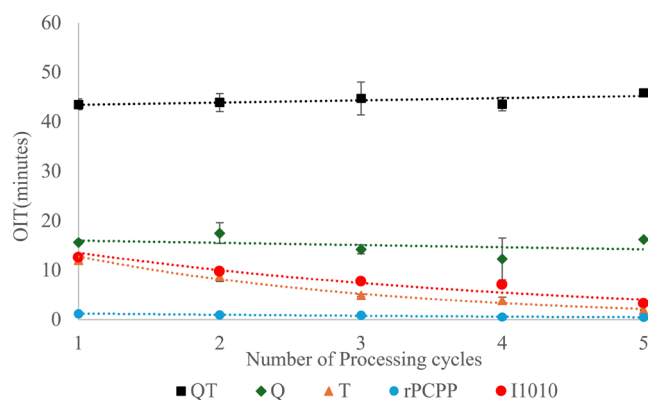 60
50
40
30
20
10
0
OIT(minutes)
1 2 3 4 5
Number of Processing cycles
QT Q T rPCPP I1010